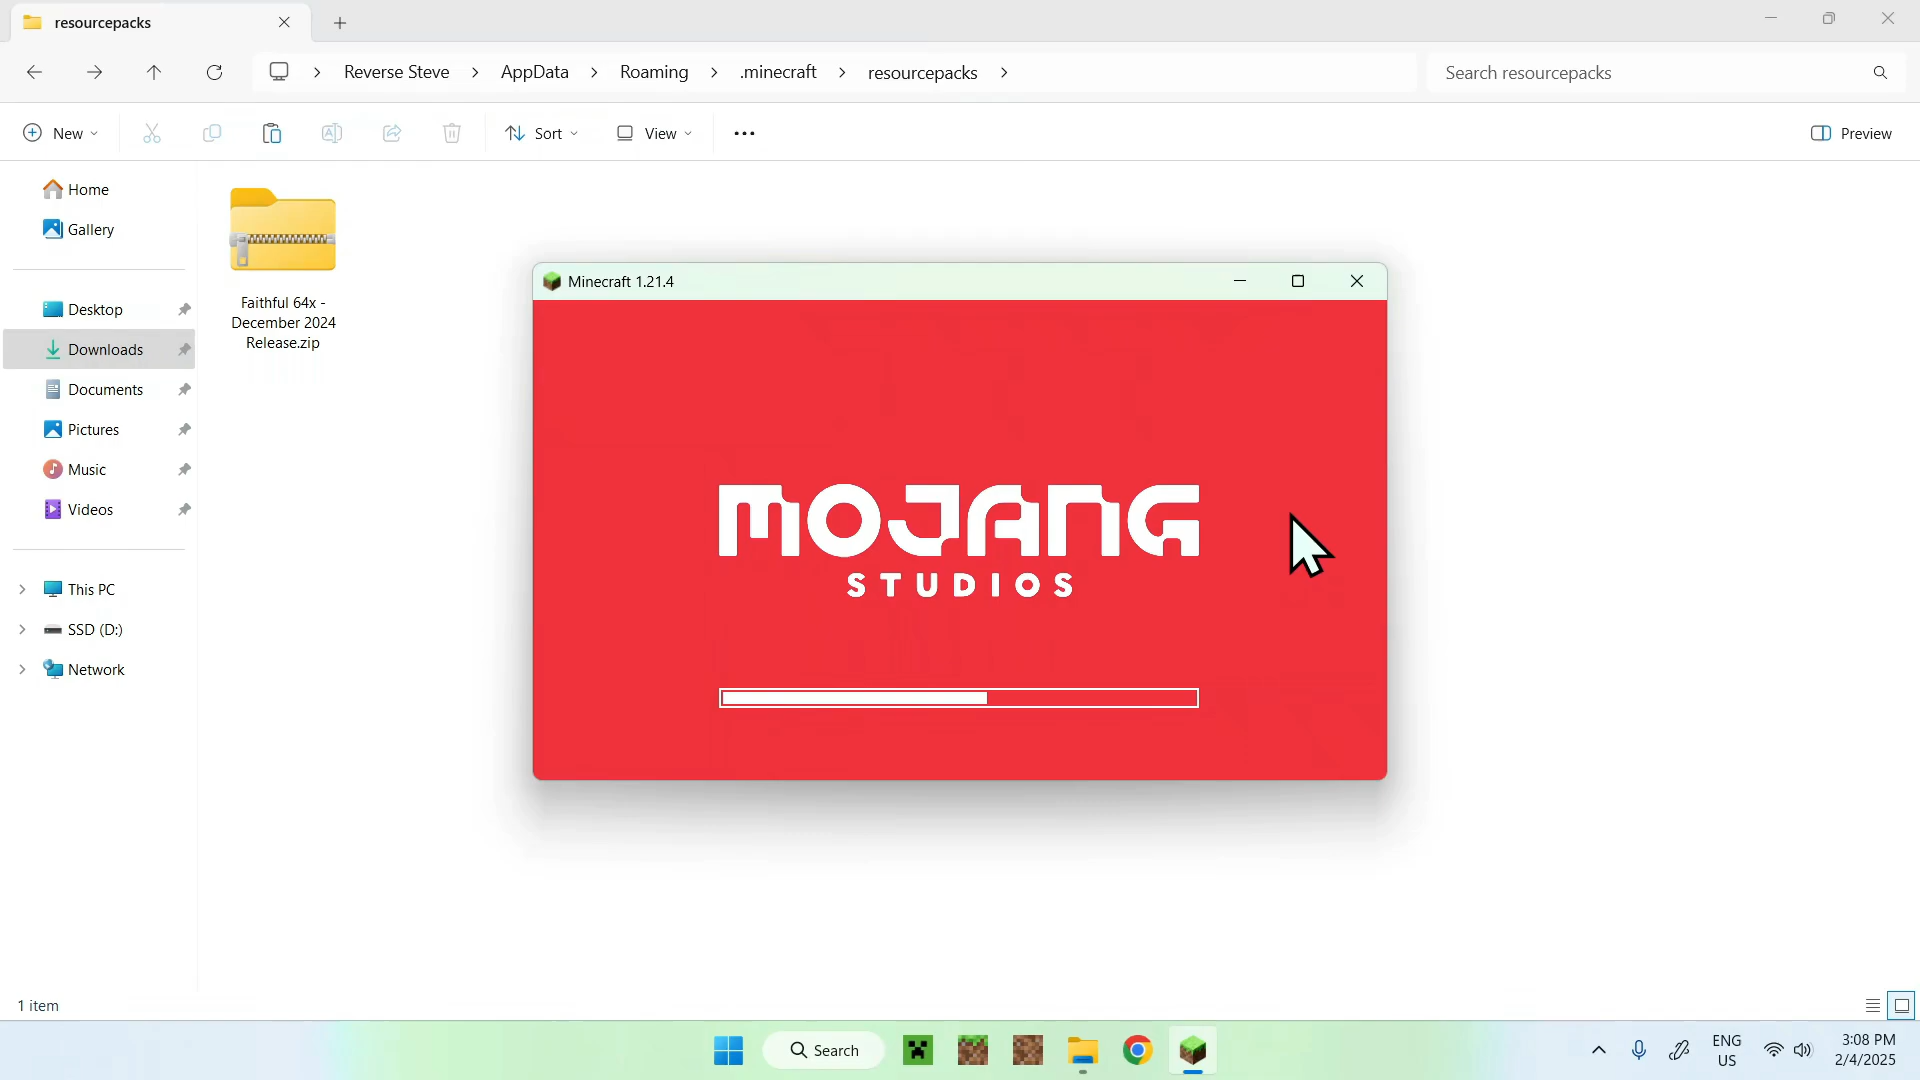 resourcepacks
Reverse Steve > AppData > Roaming > .minecraft > resourcepacks >
Search resourcepacks
New
Sort
View
Preview
Home
Gallery
Desktop
Downloads
Documents
Pictures
Music
Videos
This PC
SSD (D:)
Network
Faithful 64x -
December 2024
Release.zip
Minecraft 1.21.4
MOJANG
STUDIOS
1 item
Search
ENG
US
3:08 PM
2/4/2025